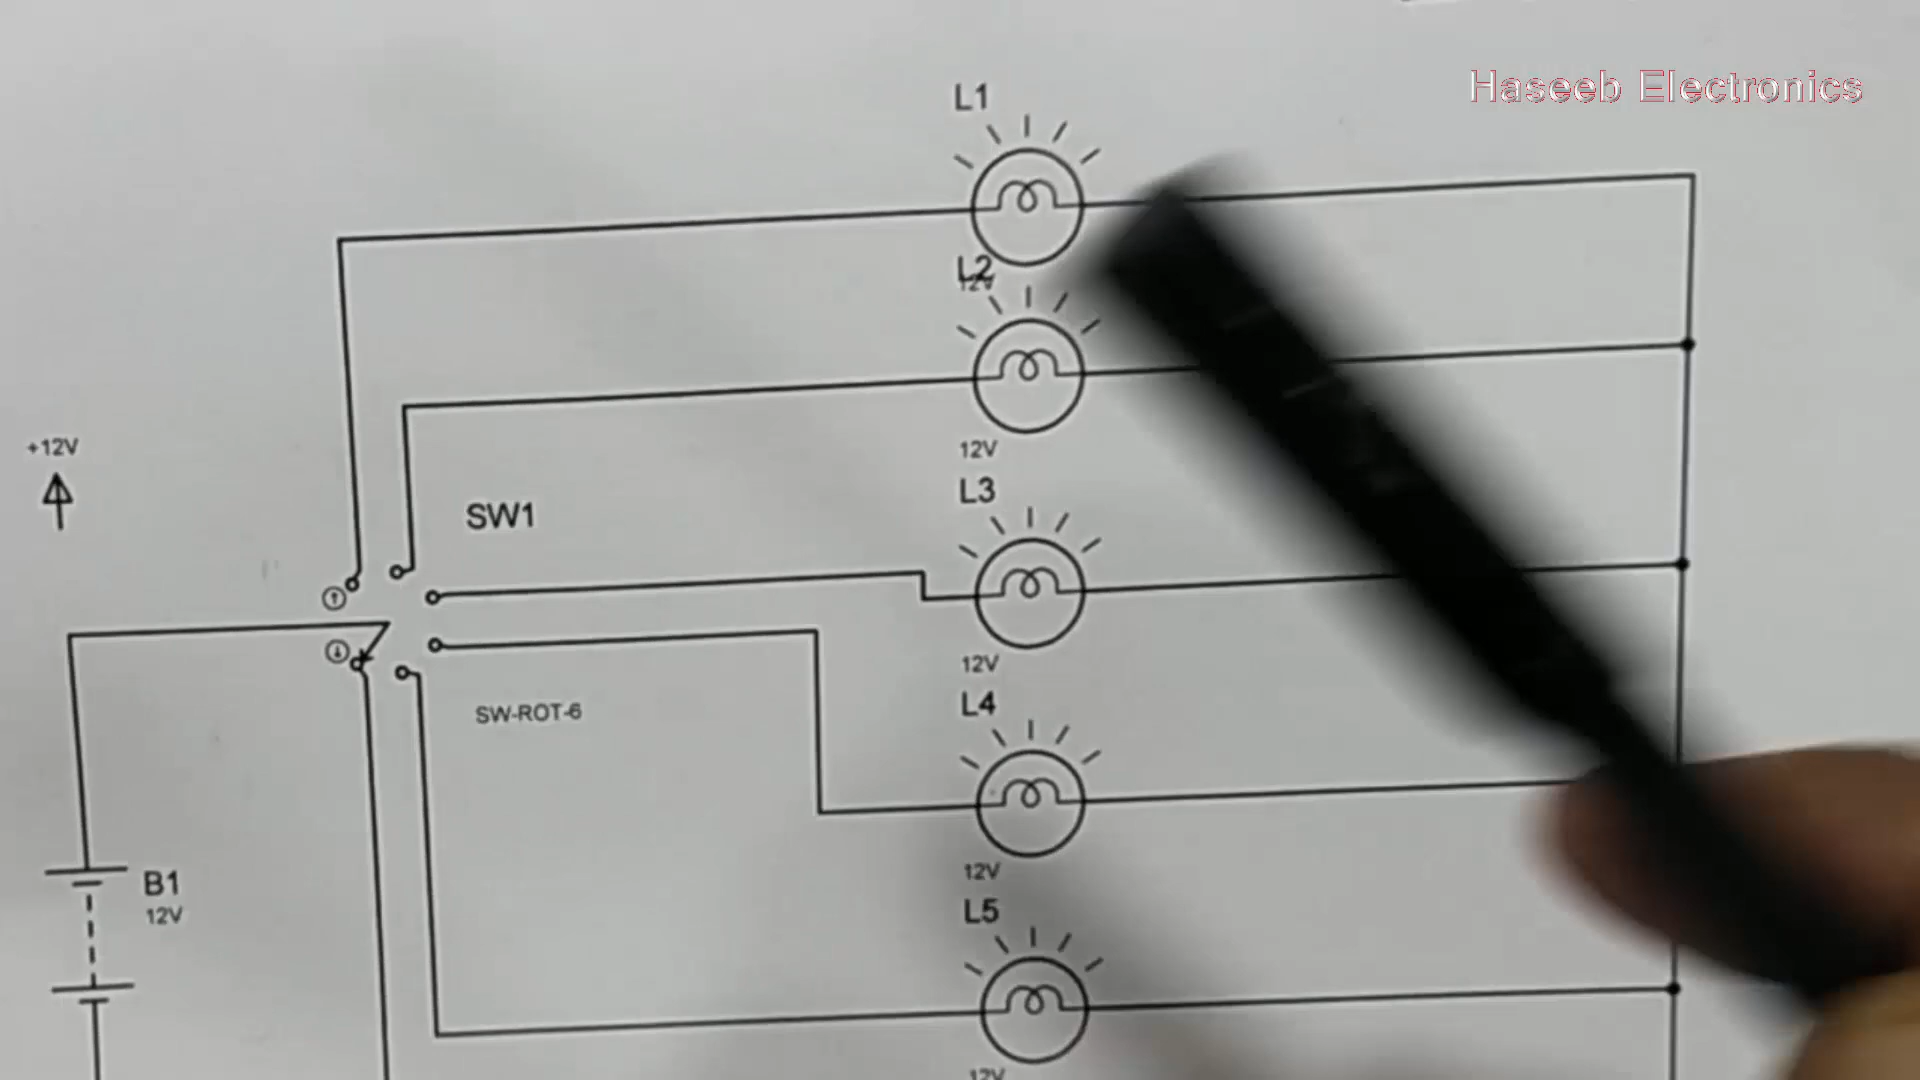 Haseeb Electronics
L1
12V
L2
12V
L3
12V
L4
12V
L5
12V
+12V
SW1
SW-ROT-6
B1
12V